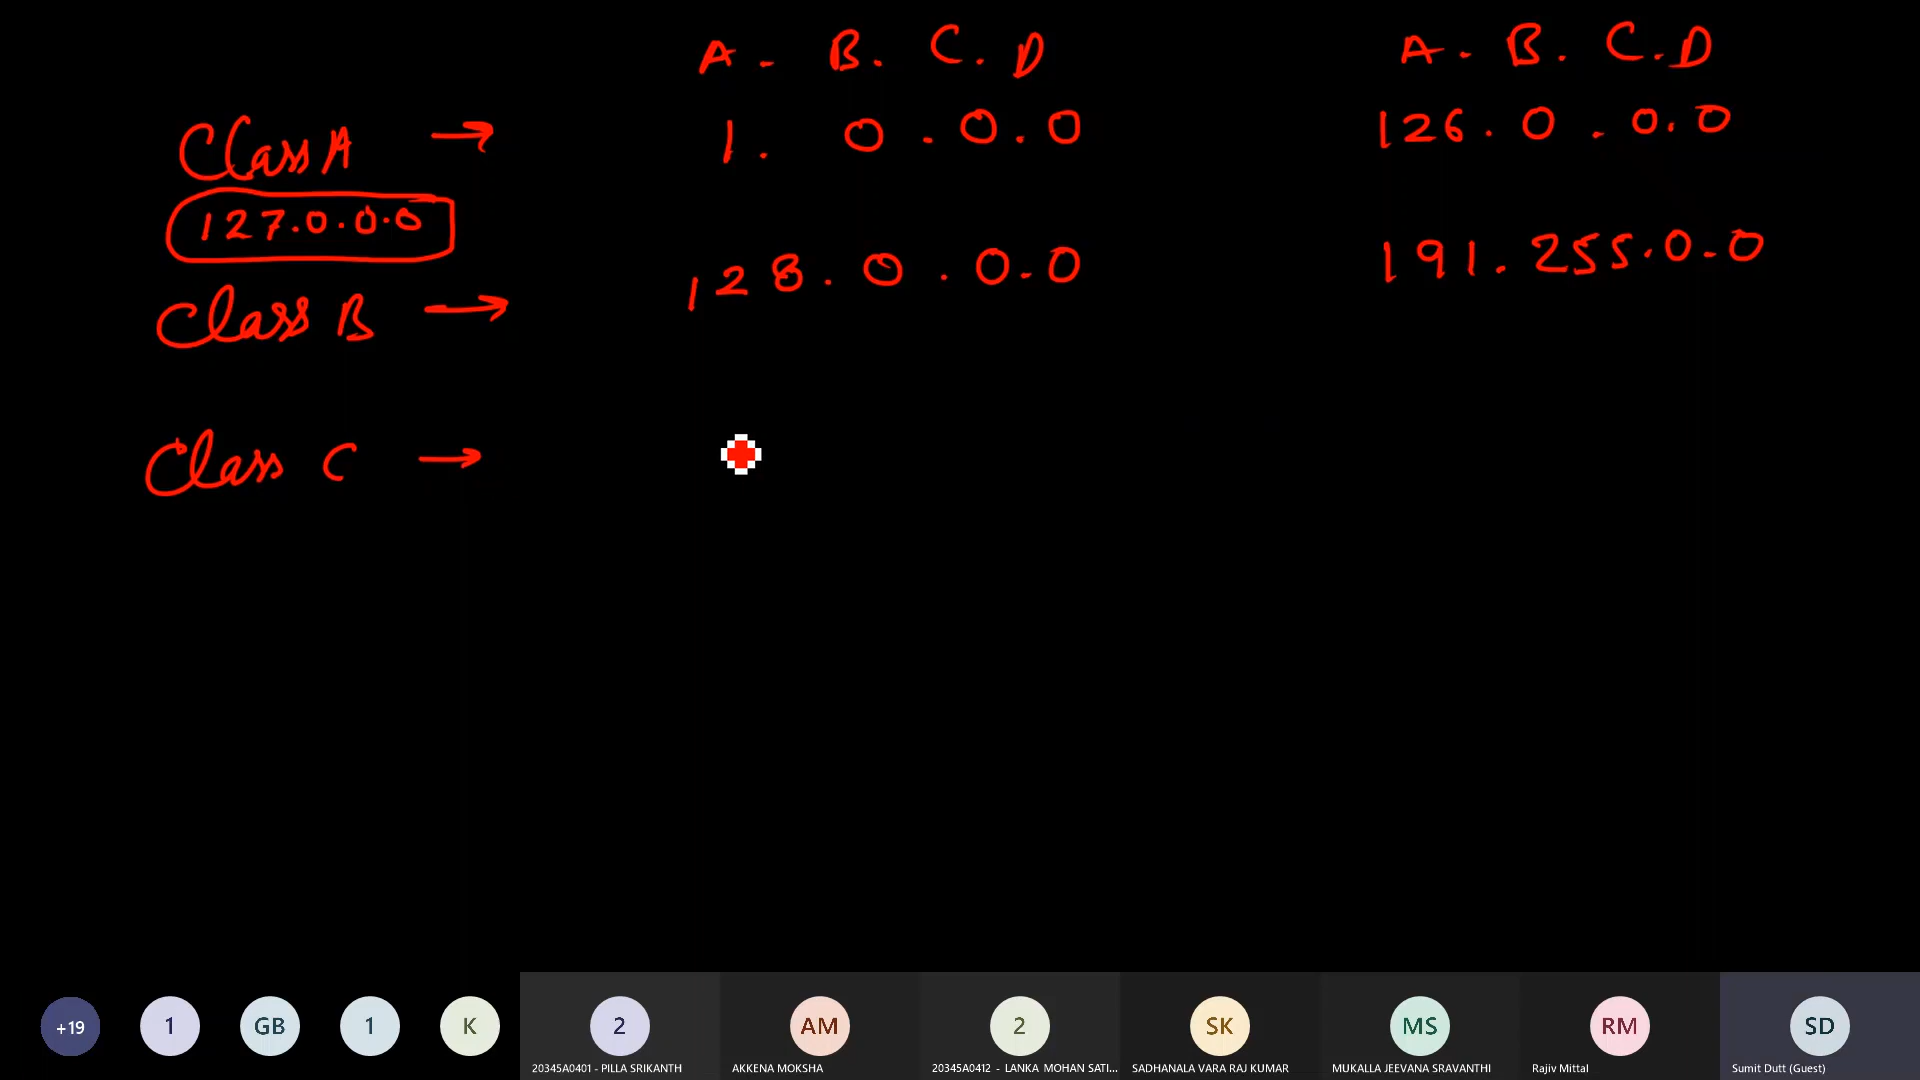 A. B. C. D A. B. C. D
Class A → 1. 0. 0. 0 126. 0. 0. 0
127.0.0.0
Class B → 128. 0. 0. 0 191. 255. 0. 0
Class C →
+19 1 GB 1 K 2 AM 2 SK MS RM SD
20345A0401 - PILLA SRIKANTH AKKENA MOKSHA 20345A0412 - LANKA MOHAN SATI... SADHANALA VARA RAJ KUMAR MUKALLA JEEVANA SRAVANTHI Rajiv Mittal Sumit Dutt (Guest)